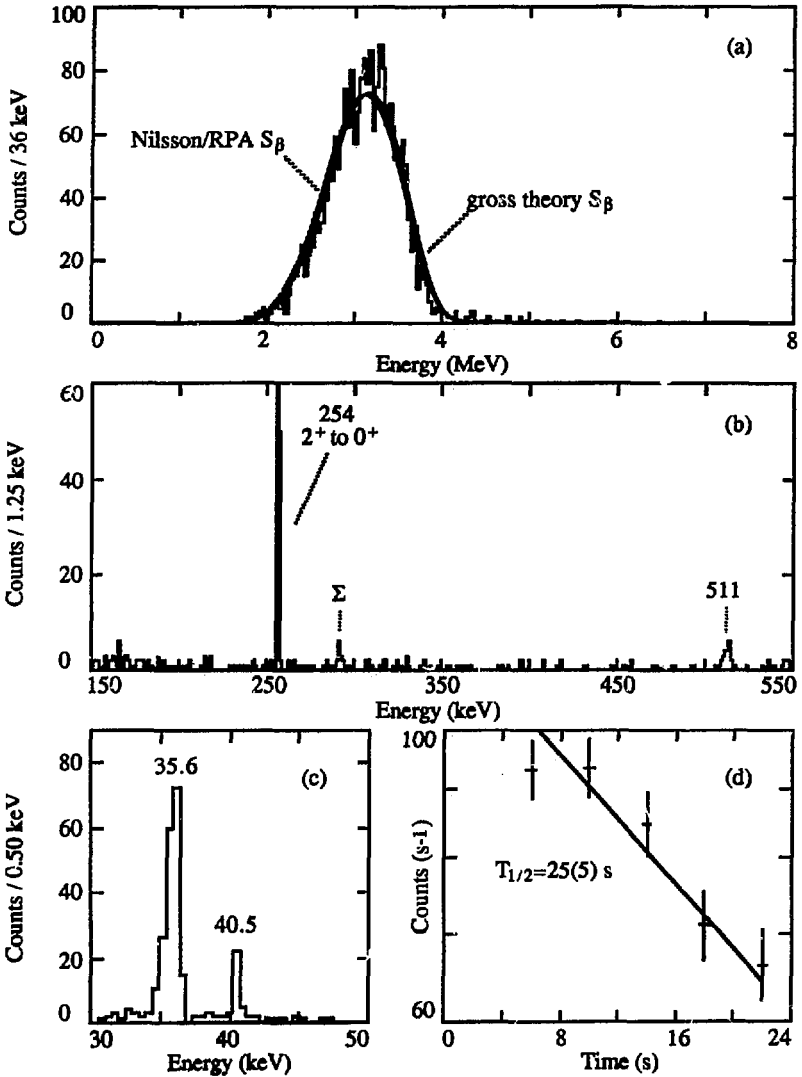 100
80
60
40
20
0
Counts / 36 keV
(a)
Nilsson/RPA Sβ
gross theory Sβ
0 2 4 6 8
Energy (MeV)
60
40
20
0
Counts / 1.25 keV
(b)
254
2+ to 0+
Σ
511
150 250 350 450 550
Energy (keV)
80
60
40
20
0
Counts / 0.50 keV
(c)
35.6
40.5
30 40 50
Energy (keV)
100
60
Counts (s-1)
(d)
T1/2=25(5) s
0 8 16 24
Time (s)